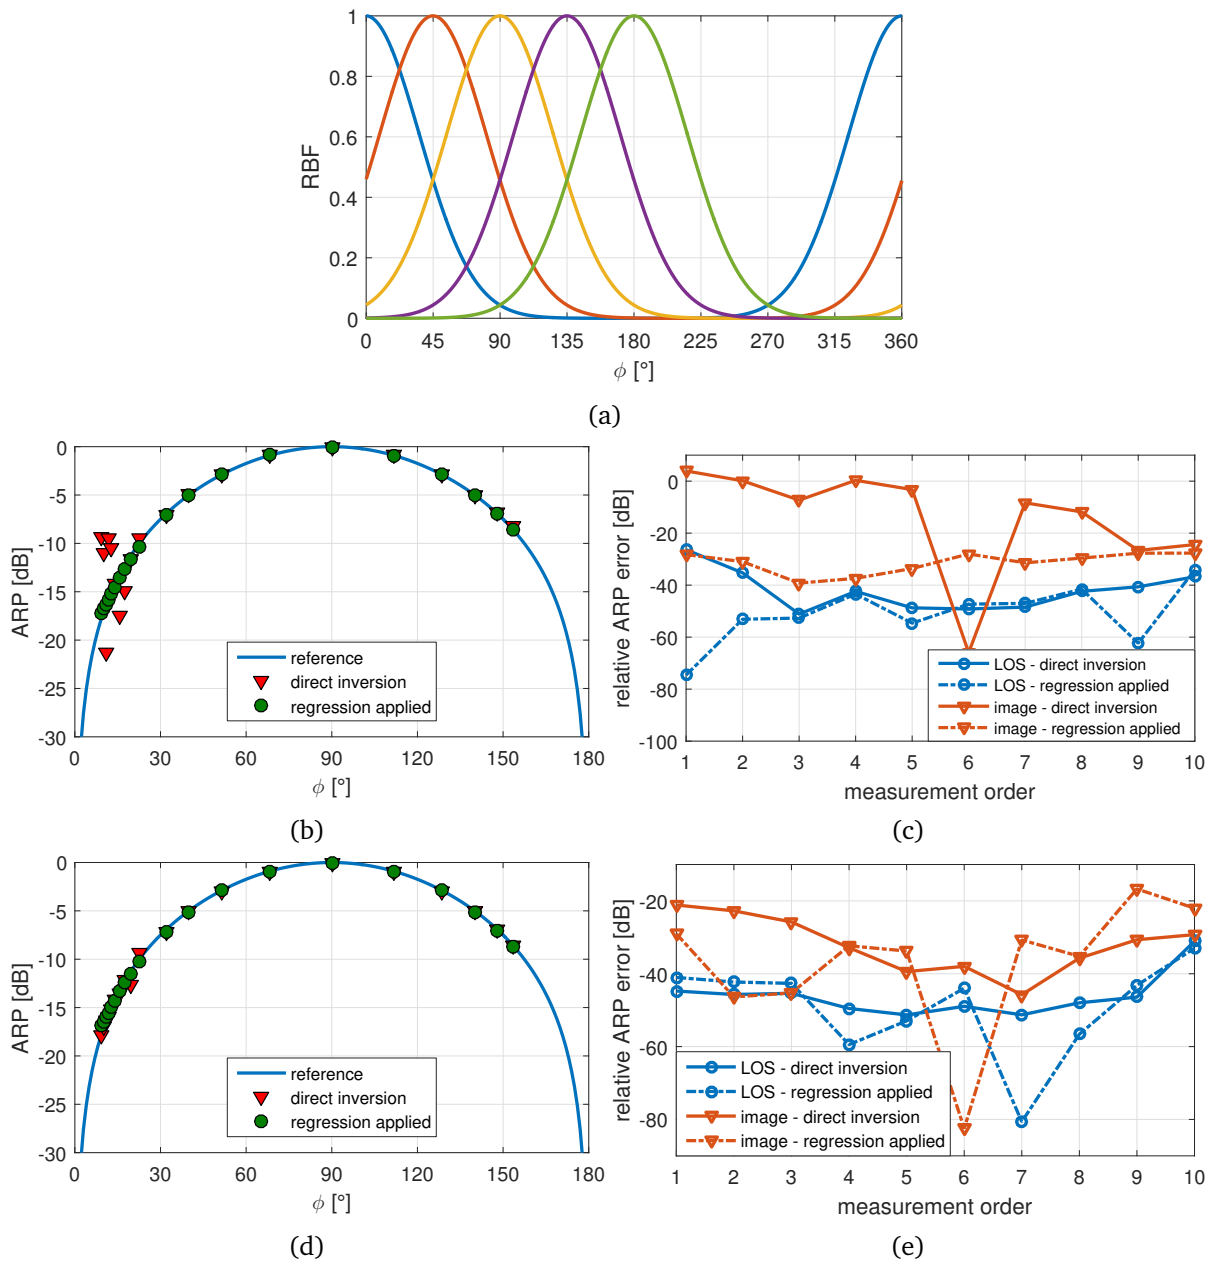 1
0.8
0.6
0.4
0.2
0
RBF
0 45 90 135 180 225 270 315 360
ϕ [°]
(a)
0
-5
-10
-15
-20
-25
-30
ARP [dB]
reference
direct inversion
regression applied
0 30 60 90 120 150 180
ϕ [°]
(b)
0
-20
-40
-60
-80
-100
relative ARP error [dB]
LOS - direct inversion
LOS - regression applied
image - direct inversion
image - regression applied
1 2 3 4 5 6 7 8 9 10
measurement order
(c)
0
-5
-10
-15
-20
-25
-30
ARP [dB]
reference
direct inversion
regression applied
0 30 60 90 120 150 180
ϕ [°]
(d)
-20
-40
-60
-80
relative ARP error [dB]
LOS - direct inversion
LOS - regression applied
image - direct inversion
image - regression applied
1 2 3 4 5 6 7 8 9 10
measurement order
(e)